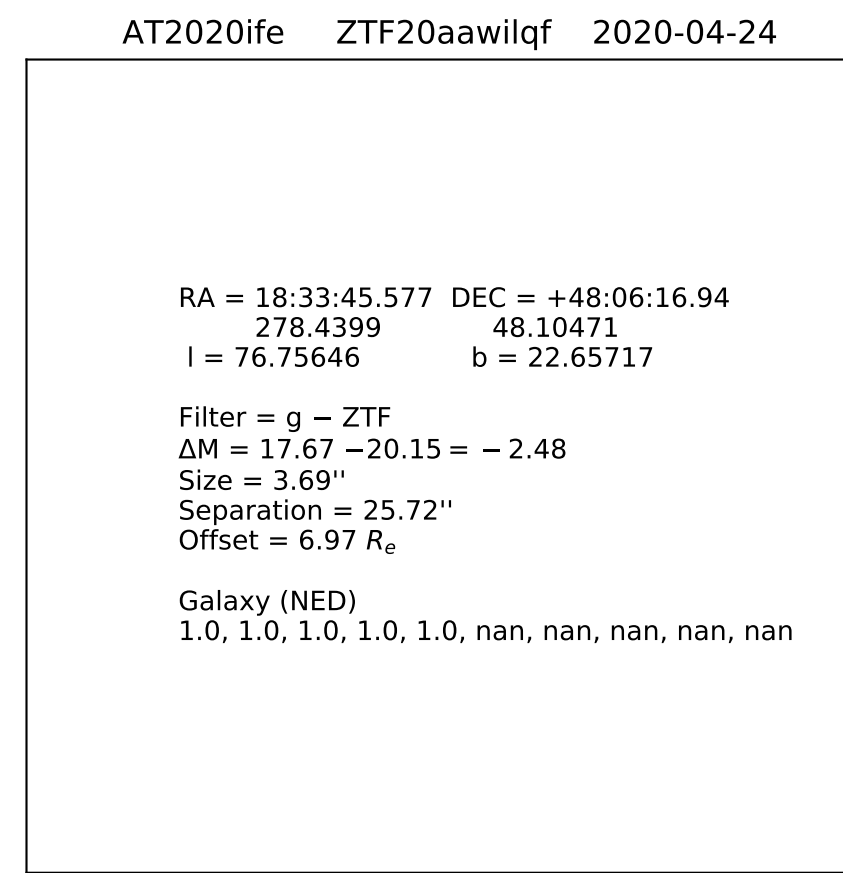 AT2020ife ZTF20aawilqf 2020-04-24
RA = 18:33:45.577 DEC = +48:06:16.94
278.4399 48.10471
l = 76.75646 b = 22.65717
Filter = g − ZTF
ΔM = 17.67 −20.15 = − 2.48
Size = 3.69''
Separation = 25.72''
Offset = 6.97 Re
Galaxy (NED)
1.0, 1.0, 1.0, 1.0, 1.0, nan, nan, nan, nan, nan